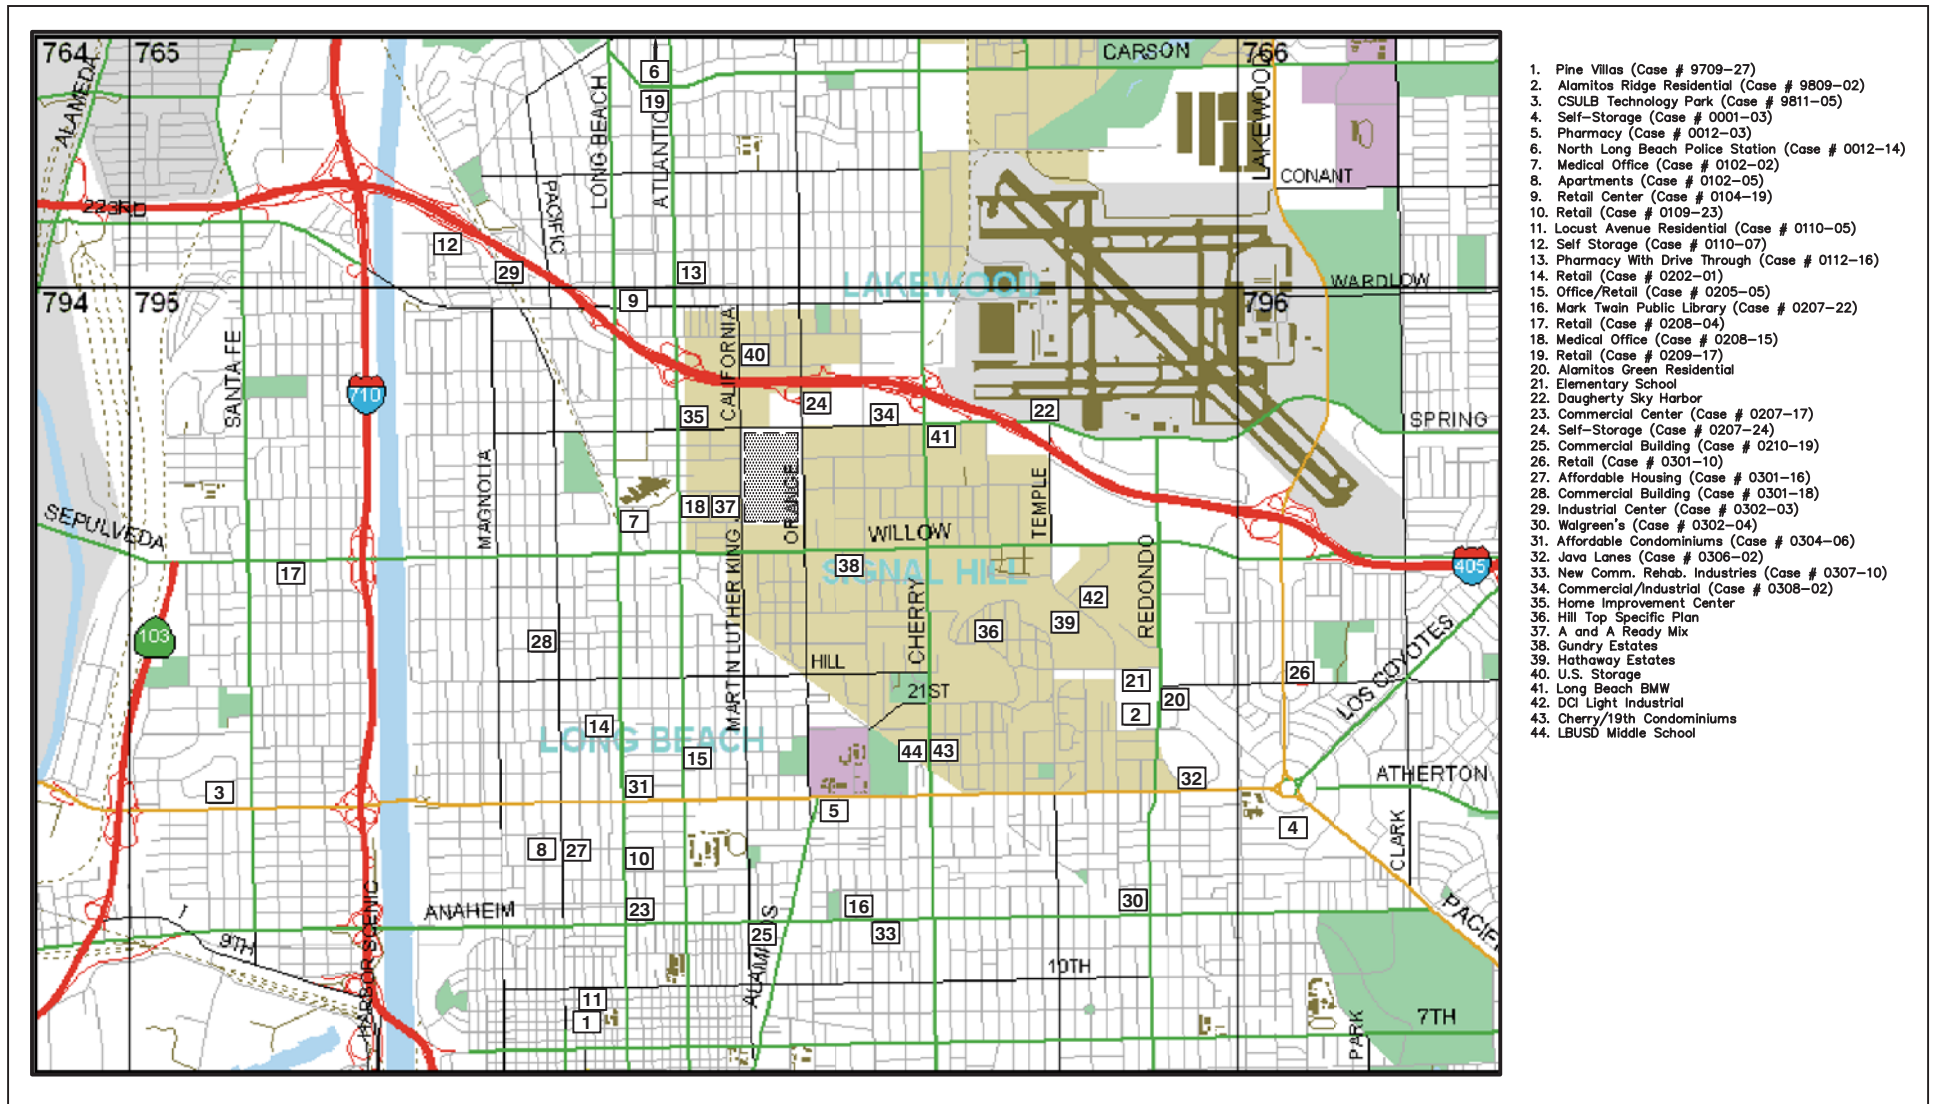 764
765
CARSON
766
ALAMEDA
6
LONG BEACH
19
ATLANTIC
LAKEWOOD
CONANT
PACIFIC
223RD
12
29
13
LAKEWOOD
WARDLOW
794
795
9
796
SANTA FE
CALIFORNIA
40
710
35
24
34
22
SPRING
41
MAGNOLIA
ORANGE
TEMPLE
18
37
7
SEPULVEDA
WILLOW
17
38
SIGNAL HILL
405
MARTIN LUTHER KING
CHERRY
REDONDO
42
39
36
103
28
HILL
21ST
21
20
26
LOS COYOTES
2
14
LONG BEACH
15
44
43
31
32
ATHERTON
3
5
4
CLARK
8
27
10
ANAHEIM
23
16
30
PACIFIC
I
9TH
HARBOR SCENIC
25
33
ALAMITOS
10TH
11
1
7TH
PARK
1. Pine Villas (Case # 9709-27)
2. Alamitos Ridge Residential (Case # 9809-02)
3. CSULB Technology Park (Case # 9811-05)
4. Self-Storage (Case # 0001-03)
5. Pharmacy (Case # 0012-03)
6. North Long Beach Police Station (Case # 0012-14)
7. Medical Office (Case # 0102-02)
8. Apartments (Case # 0102-05)
9. Retail Center (Case # 0104-19)
10. Retail (Case # 0109-23)
11. Locust Avenue Residential (Case # 0110-05)
12. Self Storage (Case # 0110-07)
13. Pharmacy With Drive Through (Case # 0112-16)
14. Retail (Case # 0202-01)
15. Office/Retail (Case # 0205-05)
16. Mark Twain Public Library (Case # 0207-22)
17. Retail (Case # 0208-04)
18. Medical Office (Case # 0208-15)
19. Retail (Case # 0209-17)
20. Alamitos Green Residential
21. Elementary School
22. Daugherty Sky Harbor
23. Commercial Center (Case # 0207-17)
24. Self-Storage (Case # 0207-24)
25. Commercial Building (Case # 0210-19)
26. Retail (Case # 0301-10)
27. Affordable Housing (Case # 0301-16)
28. Commercial Building (Case # 0301-18)
29. Industrial Center (Case # 0302-03)
30. Walgreen's (Case # 0302-04)
31. Affordable Condominiums (Case # 0304-06)
32. Java Lanes (Case # 0306-02)
33. New Comm. Rehab. Industries (Case # 0307-10)
34. Commercial/Industrial (Case # 0308-02)
35. Home Improvement Center
36. Hill Top Specific Plan
37. A and A Ready Mix
38. Gundry Estates
39. Hathaway Estates
40. U.S. Storage
41. Long Beach BMW
42. DCI Light Industrial
43. Cherry/19th Condominiums
44. LBUSD Middle School